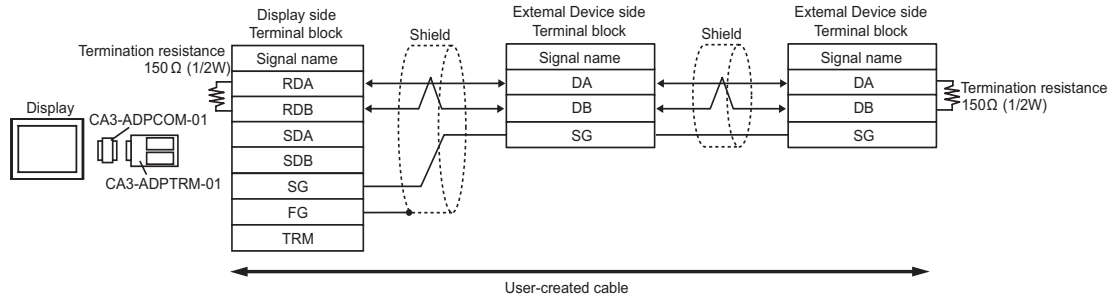 Display side
Terminal block
External Device side
Terminal block
External Device side
Terminal block
Shield
Shield
Termination resistance
150Ω (1/2W)
Signal name
RDA
RDB
SDA
SDB
SG
FG
TRM
Signal name
DA
DB
SG
Signal name
DA
DB
SG
Termination resistance
150Ω (1/2W)
Display
CA3-ADPCOM-01
CA3-ADPTRM-01
User-created cable